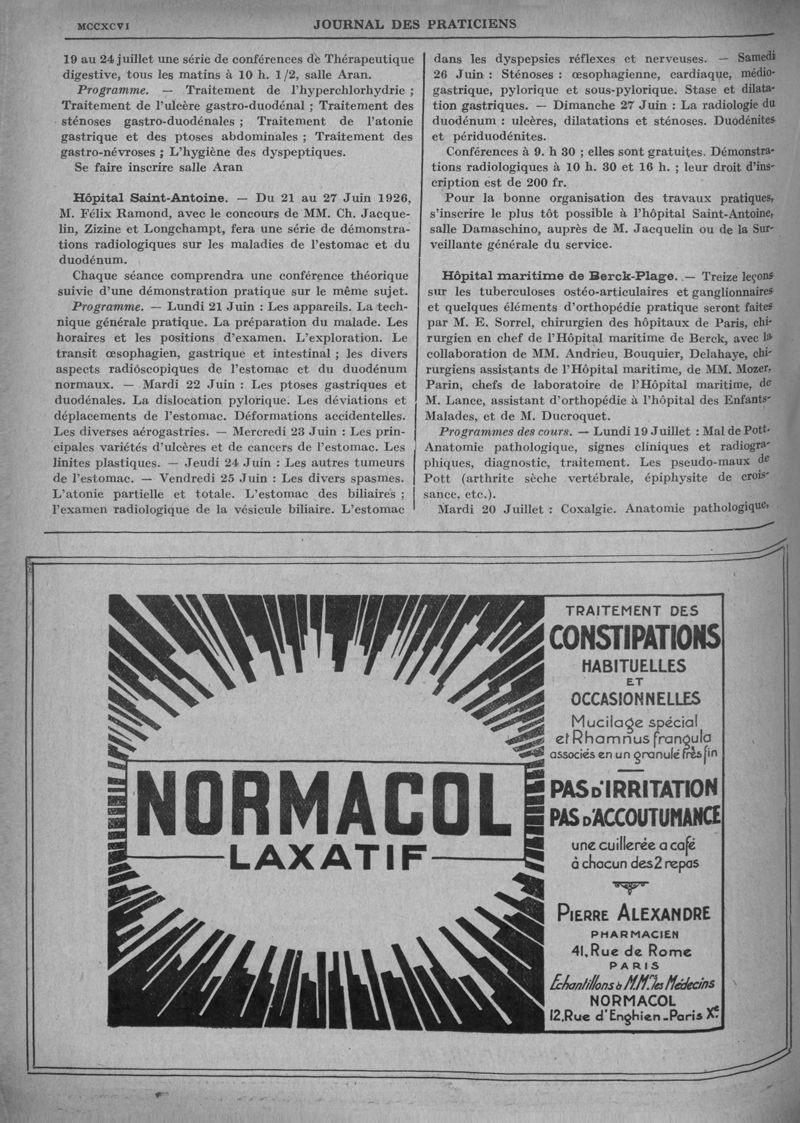 MCCXCVI
JOURNAL DES PRATICIENS
19 au 24 juillet une série de conférences de Thérapeutique
digestive, tous les matins à 10 h. 1/2, salle Aran.
Programme. — Traitement de l'hyperchlorhydrie ;
Traitement de l'ulcère gastro-duodénal ; Traitement des
sténoses gastro-duodénales ; Traitement de l'atonie
gastrique et des ptoses abdominales ; Traitement des
gastro-névroses ; L'hygiène des dyspeptiques.
Se faire inscrire salle Aran
Hôpital Saint-Antoine. — Du 21 au 27 Juin 1926,
M. Félix Ramond, avec le concours de MM. Ch. Jacque-
lin, Zizine et Longchampt, fera une série de démonstra-
tions radiologiques sur les maladies de l'estomac et du
duodénum.
Chaque séance comprendra une conférence théorique
suivie d'une démonstration pratique sur le même sujet.
Programme. — Lundi 21 Juin : Les appareils. La tech-
nique générale pratique. La préparation du malade. Les
horaires et les positions d'examen. L'exploration. Le
transit œsophagien, gastrique et intestinal ; les divers
aspects radióscopiques de l'estomac et du duodénum
normaux. — Mardi 22 Juin : Les ptoses gastriques et
duodénales. La dislocation pylorique. Les déviations et
déplacements de l'estomac. Déformations accidentelles.
Les diverses aérogastries. — Mercredi 23 Juin : Les prin-
cipales variétés d'ulcères et de cancers de l'estomac. Les
linites plastiques. — Jeudi 24 Juin : Les autres tumeurs
de l'estomac. — Vendredi 25 Juin : Les divers spasmes.
L'atonie partielle et totale. L'estomac des biliaires ;
l'examen radiologique de la vésicule biliaire. L'estomac
dans les dyspepsies réflexes et nerveuses. — Samedi
26 Juin : Sténoses : œsophagienne, cardiaque, médio-
gastrique, pylorique et sous-pylorique. Stase et dilata-
tion gastriques. — Dimanche 27 Juin : La radiologie du
duodénum : ulcères, dilatations et sténoses. Duodénites
et périduodénites.
Conférences à 9. h 30 ; elles sont gratuites. Démonstra-
tions radiologiques à 10 h. 30 et 16 h. ; leur droit d'ins-
cription est de 200 fr.
Pour la bonne organisation des travaux pratiques,
s'inscrire le plus tôt possible à l'hôpital Saint-Antoine,
salle Damaschino, auprès de M. Jacquelin ou de la Sur-
veillante générale du service.
Hôpital maritime de Berck-Plage. — Treize leçons
sur les tuberculoses ostéo-articulaires et ganglionnaires
et quelques éléments d'orthopédie pratique seront faites
par M. E. Sorrel, chirurgien des hôpitaux de Paris, chi-
rurgien en chef de l'Hôpital maritime de Berck, avec la
collaboration de MM. Andrieu, Bouquier, Delahaye, chi-
rurgiens assistants de l'Hôpital maritime, de MM. Mozer,
Parin, chefs de laboratoire de l'Hôpital maritime, de
M. Lance, assistant d'orthopédie à l'hôpital des Enfants-
Malades, et de M. Ducroquet.
Programmes des cours. — Lundi 19 Juillet : Mal de Pott.
Anatomie pathologique, signes cliniques et radiogra-
phiques, diagnostic, traitement. Les pseudo-maux de
Pott (arthrite sèche vertébrale, épiphysite de crois-
sance, etc.).
Mardi 20 Juillet : Coxalgie. Anatomie pathologique,
NORMACOL
LAXATIF
TRAITEMENT DES
CONSTIPATIONS
HABITUELLES
ET
OCCASIONNELLES
Mucilage spécial
et Rhamnus frangula
associés en un granulé très fin
PAS D'IRRITATION
PAS D'ACCOUTUMANCE
une cuillerée a café
à chacun des 2 repas
PIERRE ALEXANDRE
PHARMACIEN
41, Rue de Rome
PARIS
Echantillons à M.M.rs les Médecins
NORMACOL
12, Rue d'Enghien - Paris Xe.